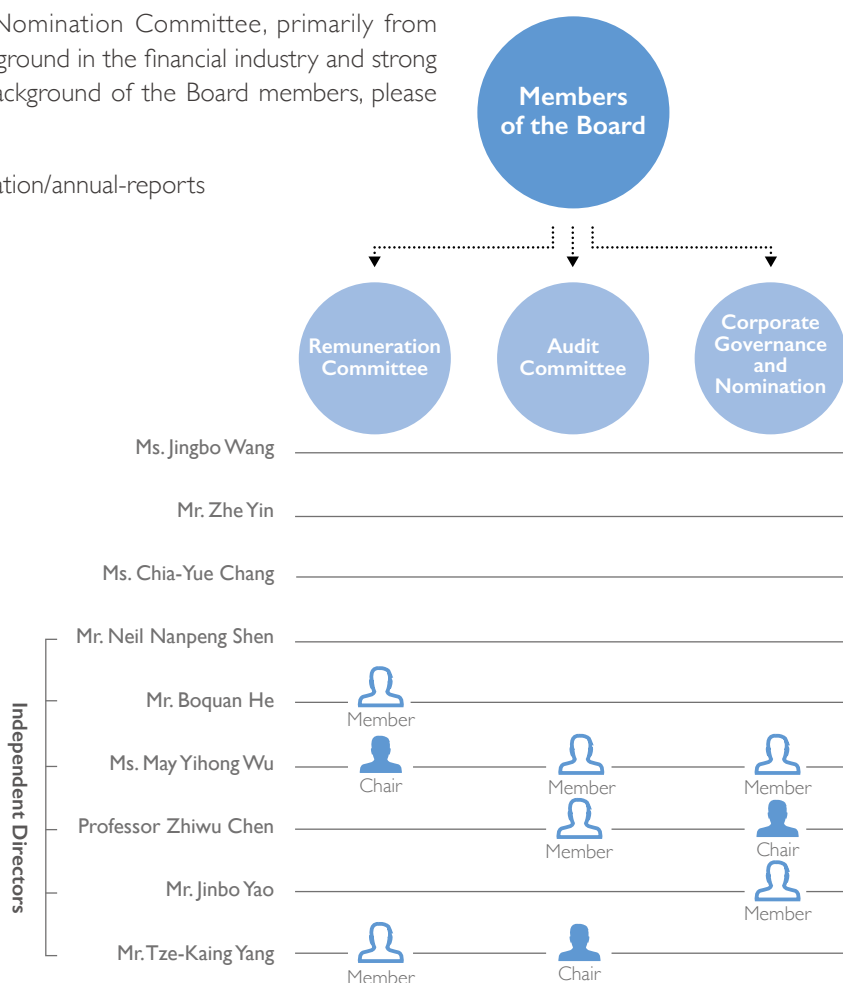 Nomination Committee, primarily from
ground in the financial industry and strong
ackground of the Board members, please
ation/annual-reports
Members
of the Board
Remuneration
Committee
Audit
Committee
Corporate
Governance
and
Nomination
Ms. Jingbo Wang
Mr. Zhe Yin
Ms. Chia-Yue Chang
Independent Directors
Mr. Neil Nanpeng Shen
Mr. Boquan He
Member
Ms. May Yihong Wu
Chair
Member
Member
Professor Zhiwu Chen
Member
Chair
Mr. Jinbo Yao
Member
Mr. Tze-Kaing Yang
Member
Chair